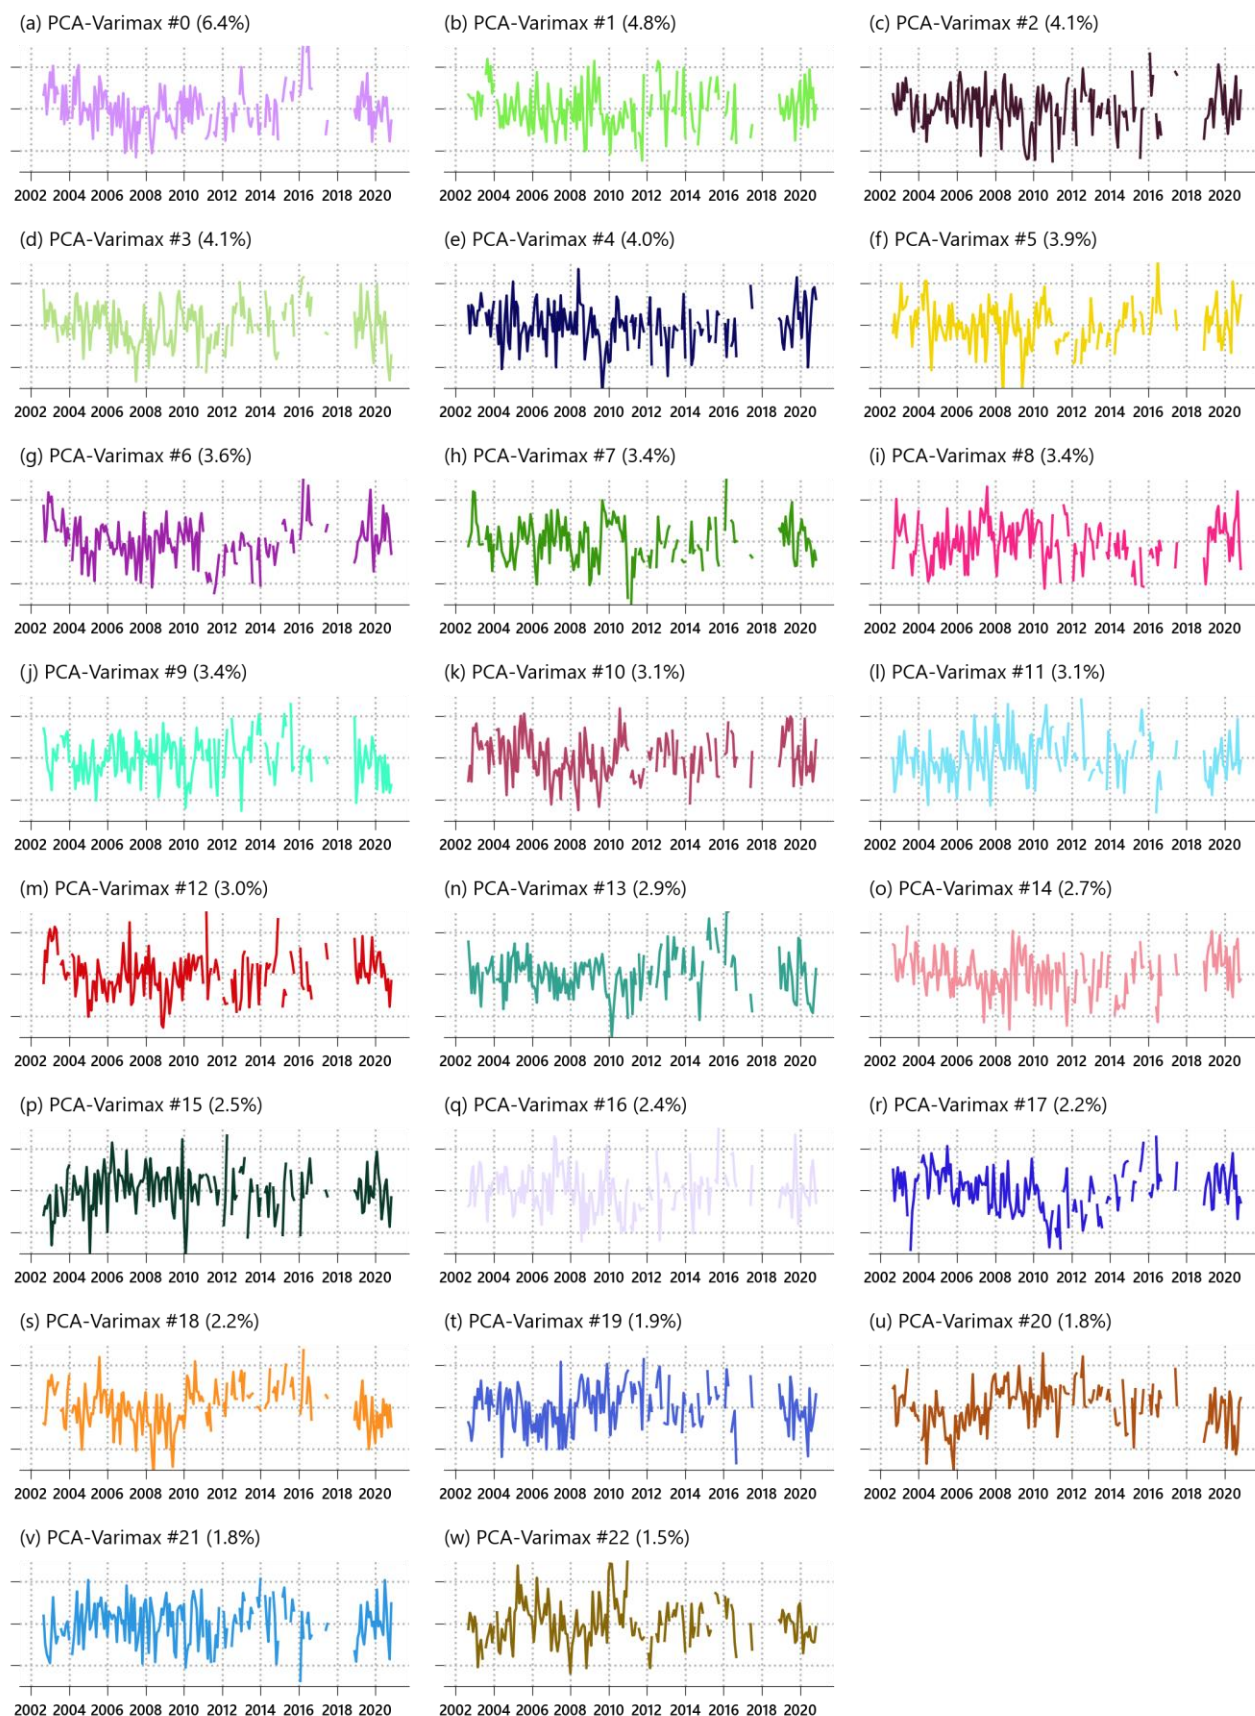 (a) PCA-Varimax #0 (6.4%)
(b) PCA-Varimax #1 (4.8%)
(c) PCA-Varimax #2 (4.1%)
2002 2004 2006 2008 2010 2012 2014 2016 2018 2020
2002 2004 2006 2008 2010 2012 2014 2016 2018 2020
2002 2004 2006 2008 2010 2012 2014 2016 2018 2020
(d) PCA-Varimax #3 (4.1%)
(e) PCA-Varimax #4 (4.0%)
(f) PCA-Varimax #5 (3.9%)
2002 2004 2006 2008 2010 2012 2014 2016 2018 2020
2002 2004 2006 2008 2010 2012 2014 2016 2018 2020
2002 2004 2006 2008 2010 2012 2014 2016 2018 2020
(g) PCA-Varimax #6 (3.6%)
(h) PCA-Varimax #7 (3.4%)
(i) PCA-Varimax #8 (3.4%)
2002 2004 2006 2008 2010 2012 2014 2016 2018 2020
2002 2004 2006 2008 2010 2012 2014 2016 2018 2020
2002 2004 2006 2008 2010 2012 2014 2016 2018 2020
(j) PCA-Varimax #9 (3.4%)
(k) PCA-Varimax #10 (3.1%)
(l) PCA-Varimax #11 (3.1%)
2002 2004 2006 2008 2010 2012 2014 2016 2018 2020
2002 2004 2006 2008 2010 2012 2014 2016 2018 2020
2002 2004 2006 2008 2010 2012 2014 2016 2018 2020
(m) PCA-Varimax #12 (3.0%)
(n) PCA-Varimax #13 (2.9%)
(o) PCA-Varimax #14 (2.7%)
2002 2004 2006 2008 2010 2012 2014 2016 2018 2020
2002 2004 2006 2008 2010 2012 2014 2016 2018 2020
2002 2004 2006 2008 2010 2012 2014 2016 2018 2020
(p) PCA-Varimax #15 (2.5%)
(q) PCA-Varimax #16 (2.4%)
(r) PCA-Varimax #17 (2.2%)
2002 2004 2006 2008 2010 2012 2014 2016 2018 2020
2002 2004 2006 2008 2010 2012 2014 2016 2018 2020
2002 2004 2006 2008 2010 2012 2014 2016 2018 2020
(s) PCA-Varimax #18 (2.2%)
(t) PCA-Varimax #19 (1.9%)
(u) PCA-Varimax #20 (1.8%)
2002 2004 2006 2008 2010 2012 2014 2016 2018 2020
2002 2004 2006 2008 2010 2012 2014 2016 2018 2020
2002 2004 2006 2008 2010 2012 2014 2016 2018 2020
(v) PCA-Varimax #21 (1.8%)
(w) PCA-Varimax #22 (1.5%)
2002 2004 2006 2008 2010 2012 2014 2016 2018 2020
2002 2004 2006 2008 2010 2012 2014 2016 2018 2020